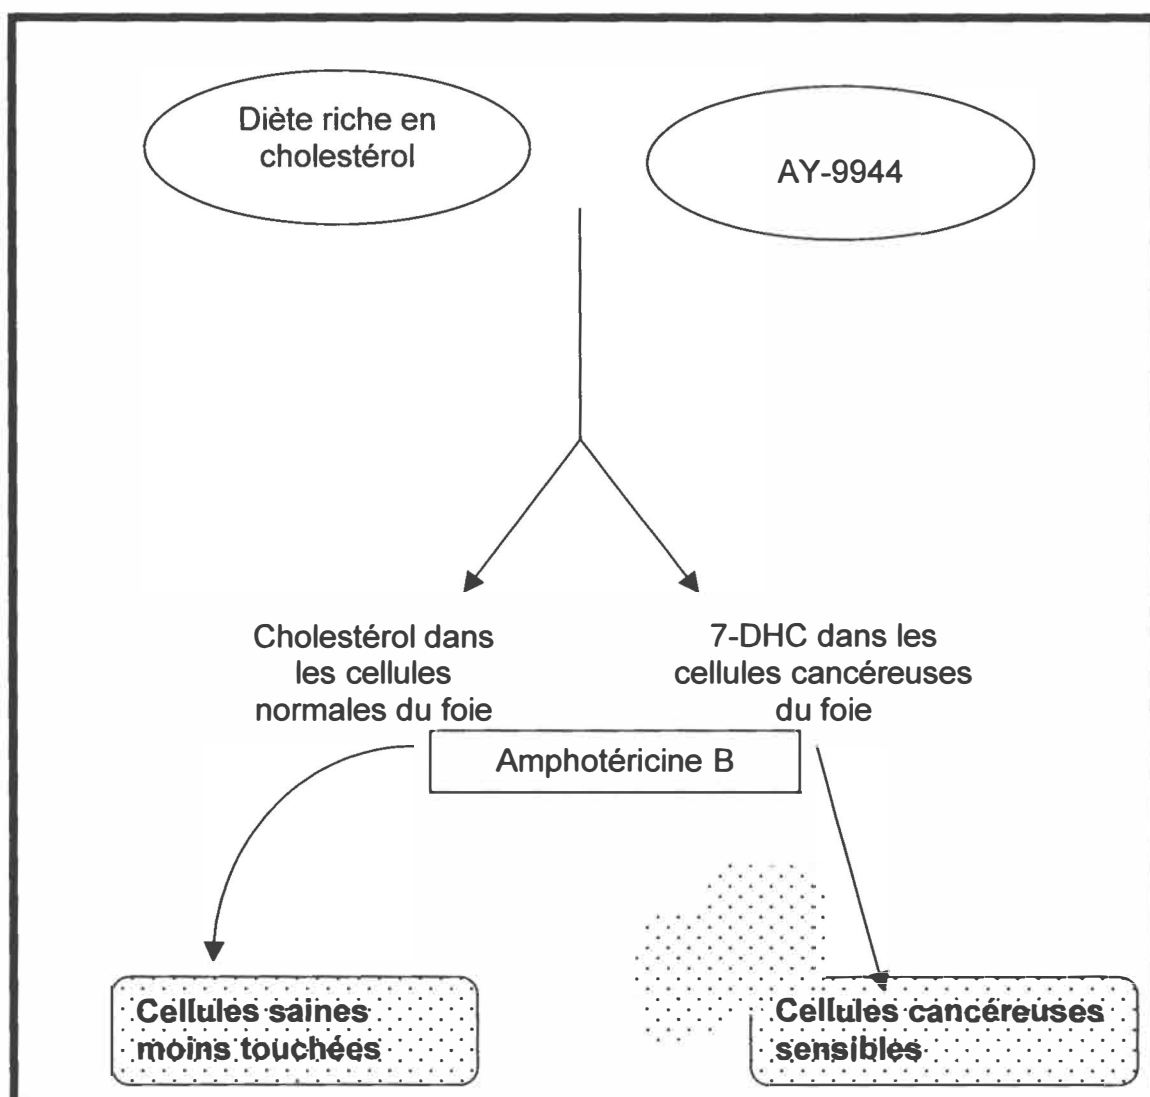 Diète riche en
cholestérol
AY-9944
Cholestérol dans
les cellules
normales du foie
7-DHC dans les
cellules cancéreuses
du foie
Amphotéricine B
Cellules saines
moins touchées
Cellules cancéreuses
sensibles